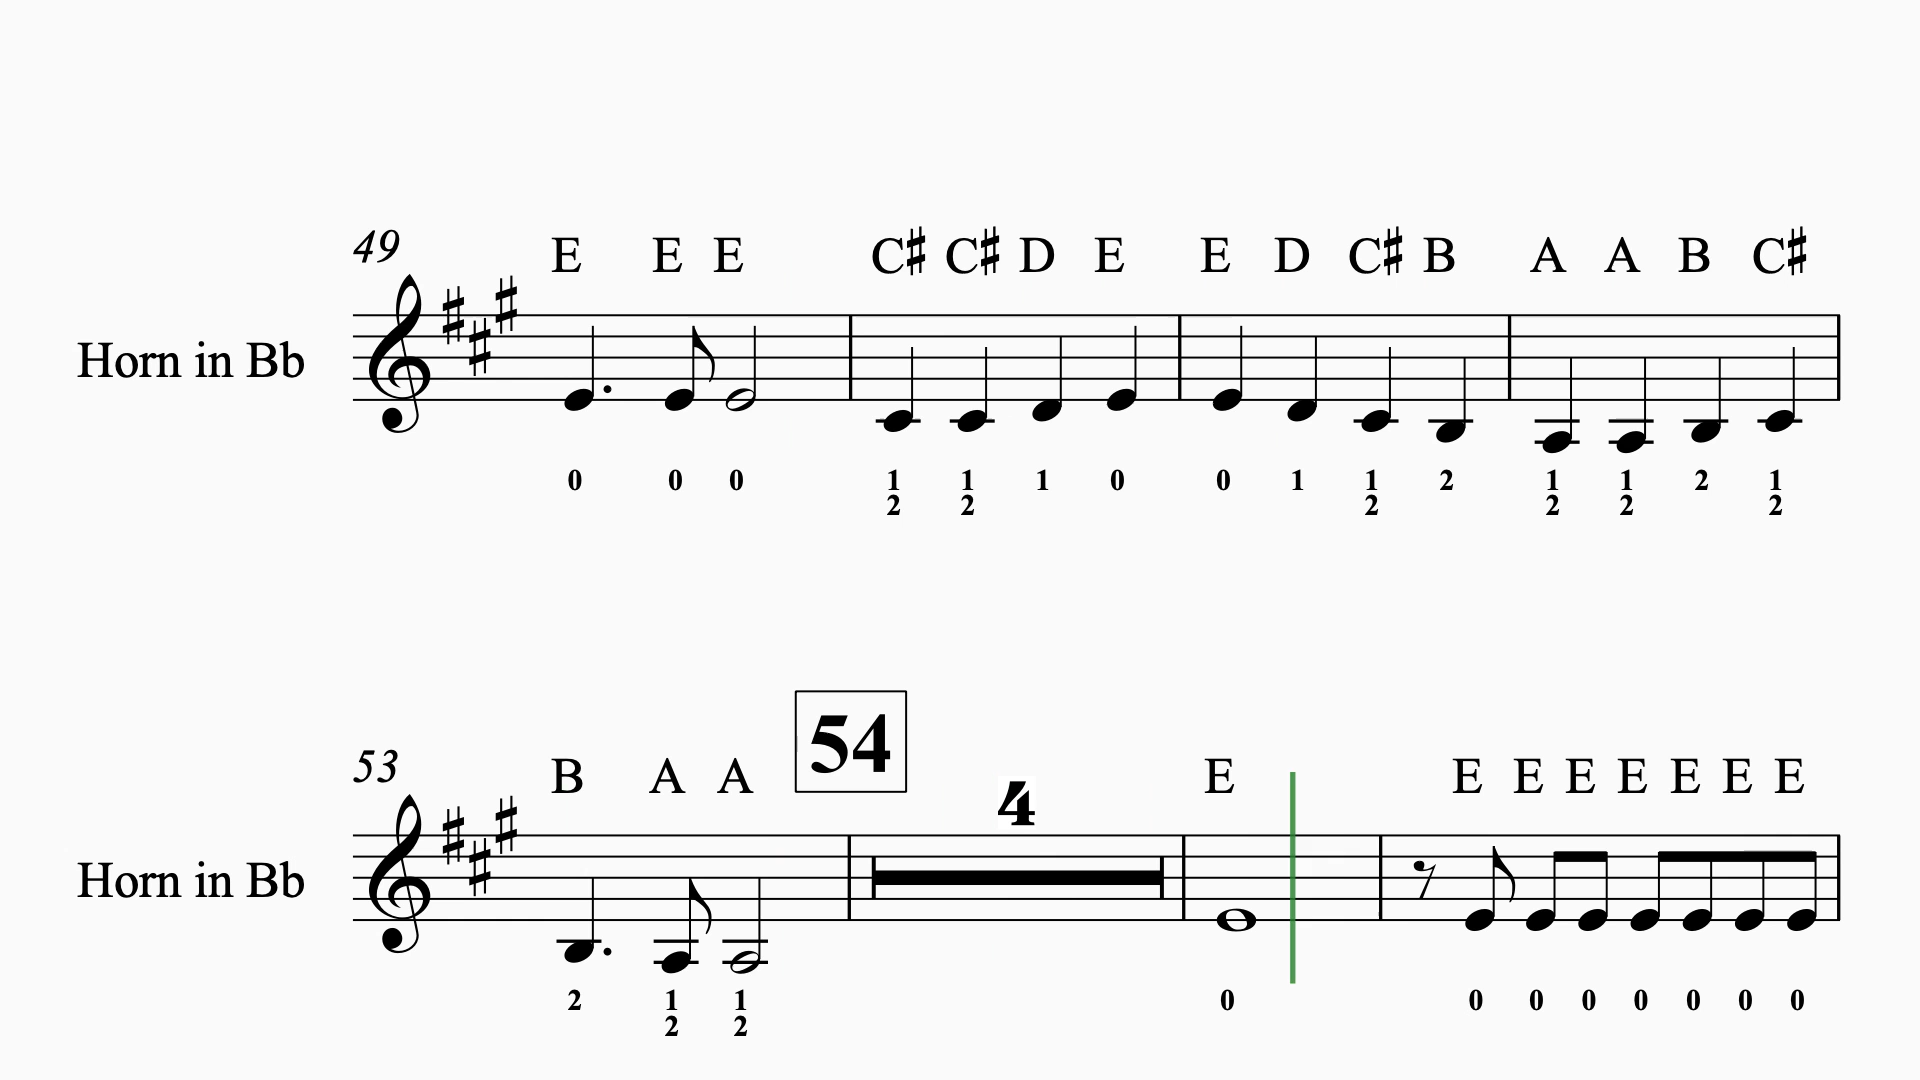 49 E E E C♯ C♯ D E E D C♯ B A A B C♯
Horn in Bb
0 0 0 1 1 1 0 0 1 1 2 1 1 2 1
2 2 2 2 2 2
54
53 B A A 4 E E E E E E E E
Horn in Bb
2 1 1 0 0 0 0 0 0 0 0
2 2